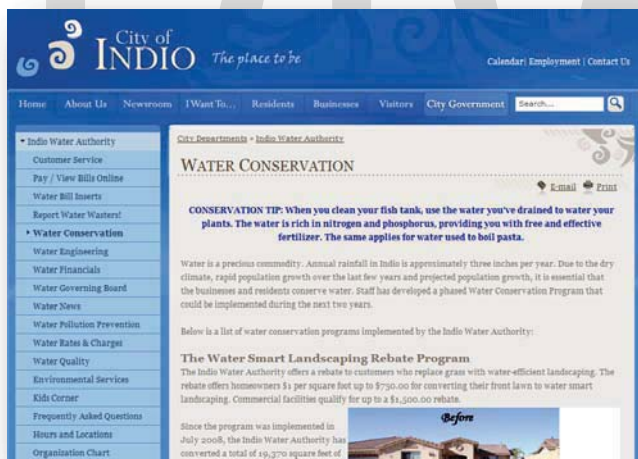 City of
INDIO The place to be
Calendar| Employment | Contact Us
Home About Us Newsroom I Want To... Residents Businesses Visitors City Government Search...
Indio Water Authority
Customer Service
Pay / View Bills Online
Water Bill Inserts
Report Water Wasters!
Water Conservation
Water Engineering
Water Financials
Water Governing Board
Water News
Water Pollution Prevention
Water Rates & Charges
Water Quality
Environmental Services
Kids Corner
Frequently Asked Questions
Hours and Locations
Organization Chart
City Departments » Indio Water Authority
WATER CONSERVATION
E-mail Print
CONSERVATION TIP: When you clean your fish tank, use the water you've drained to water your
plants. The water is rich in nitrogen and phosphorus, providing you with free and effective
fertilizer. The same applies for water used to boil pasta.
Water is a precious commodity. Annual rainfall in Indio is approximately three inches per year. Due to the dry
climate, rapid population growth over the last few years and projected population growth, it is essential that
the businesses and residents conserve water. Staff has developed a phased Water Conservation Program that
could be implemented during the next two years.
Below is a list of water conservation programs implemented by the Indio Water Authority:
The Water Smart Landscaping Rebate Program
The Indio Water Authority offers a rebate to customers who replace grass with water-efficient landscaping. The
rebate offers homeowners $1 per square foot up to $750.00 for converting their front lawn to water smart
landscaping. Commercial facilities qualify for up to a $1,500.00 rebate.
Since the program was implemented in
July 2008, the Indio Water Authority has
converted a total of 19,370 square feet of
Before